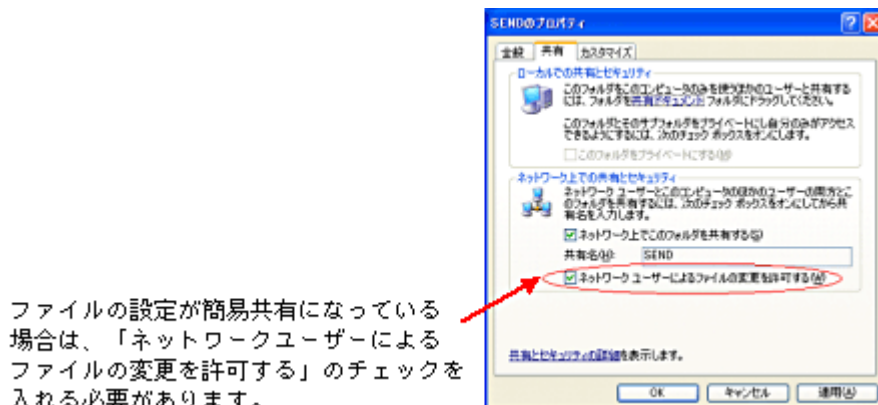 SENDのプロパティ
全般 共有 カスタマイズ
ローカルでの共有とセキュリティ
このフォルダをこのコンピュータのみを使うほかのユーザーと共有する
には、フォルダを共有ドキュメント フォルダにドラッグしてください。
このフォルダとそのサブフォルダをプライベートにし自分のみがアクセス
できるようにするには、次のチェック ボックスをオンにします。
このフォルダをプライベートにする(M)
ネットワーク上での共有とセキュリティ
ネットワーク ユーザーとこのコンピュータのほかのユーザーの両方とこ
のフォルダを共有するには、次のチェック ボックスをオンにしてから共
有名を入力します。
ネットワーク上でこのフォルダを共有する(S)
共有名(H): SEND
ネットワーク ユーザーによるファイルの変更を許可する(W)
共有とセキュリティの詳細を表示します。
OK キャンセル 適用(A)
ファイルの設定が簡易共有になっている
場合は、「ネットワークユーザーによる
ファイルの変更を許可する」のチェックを
入れる必要があります。